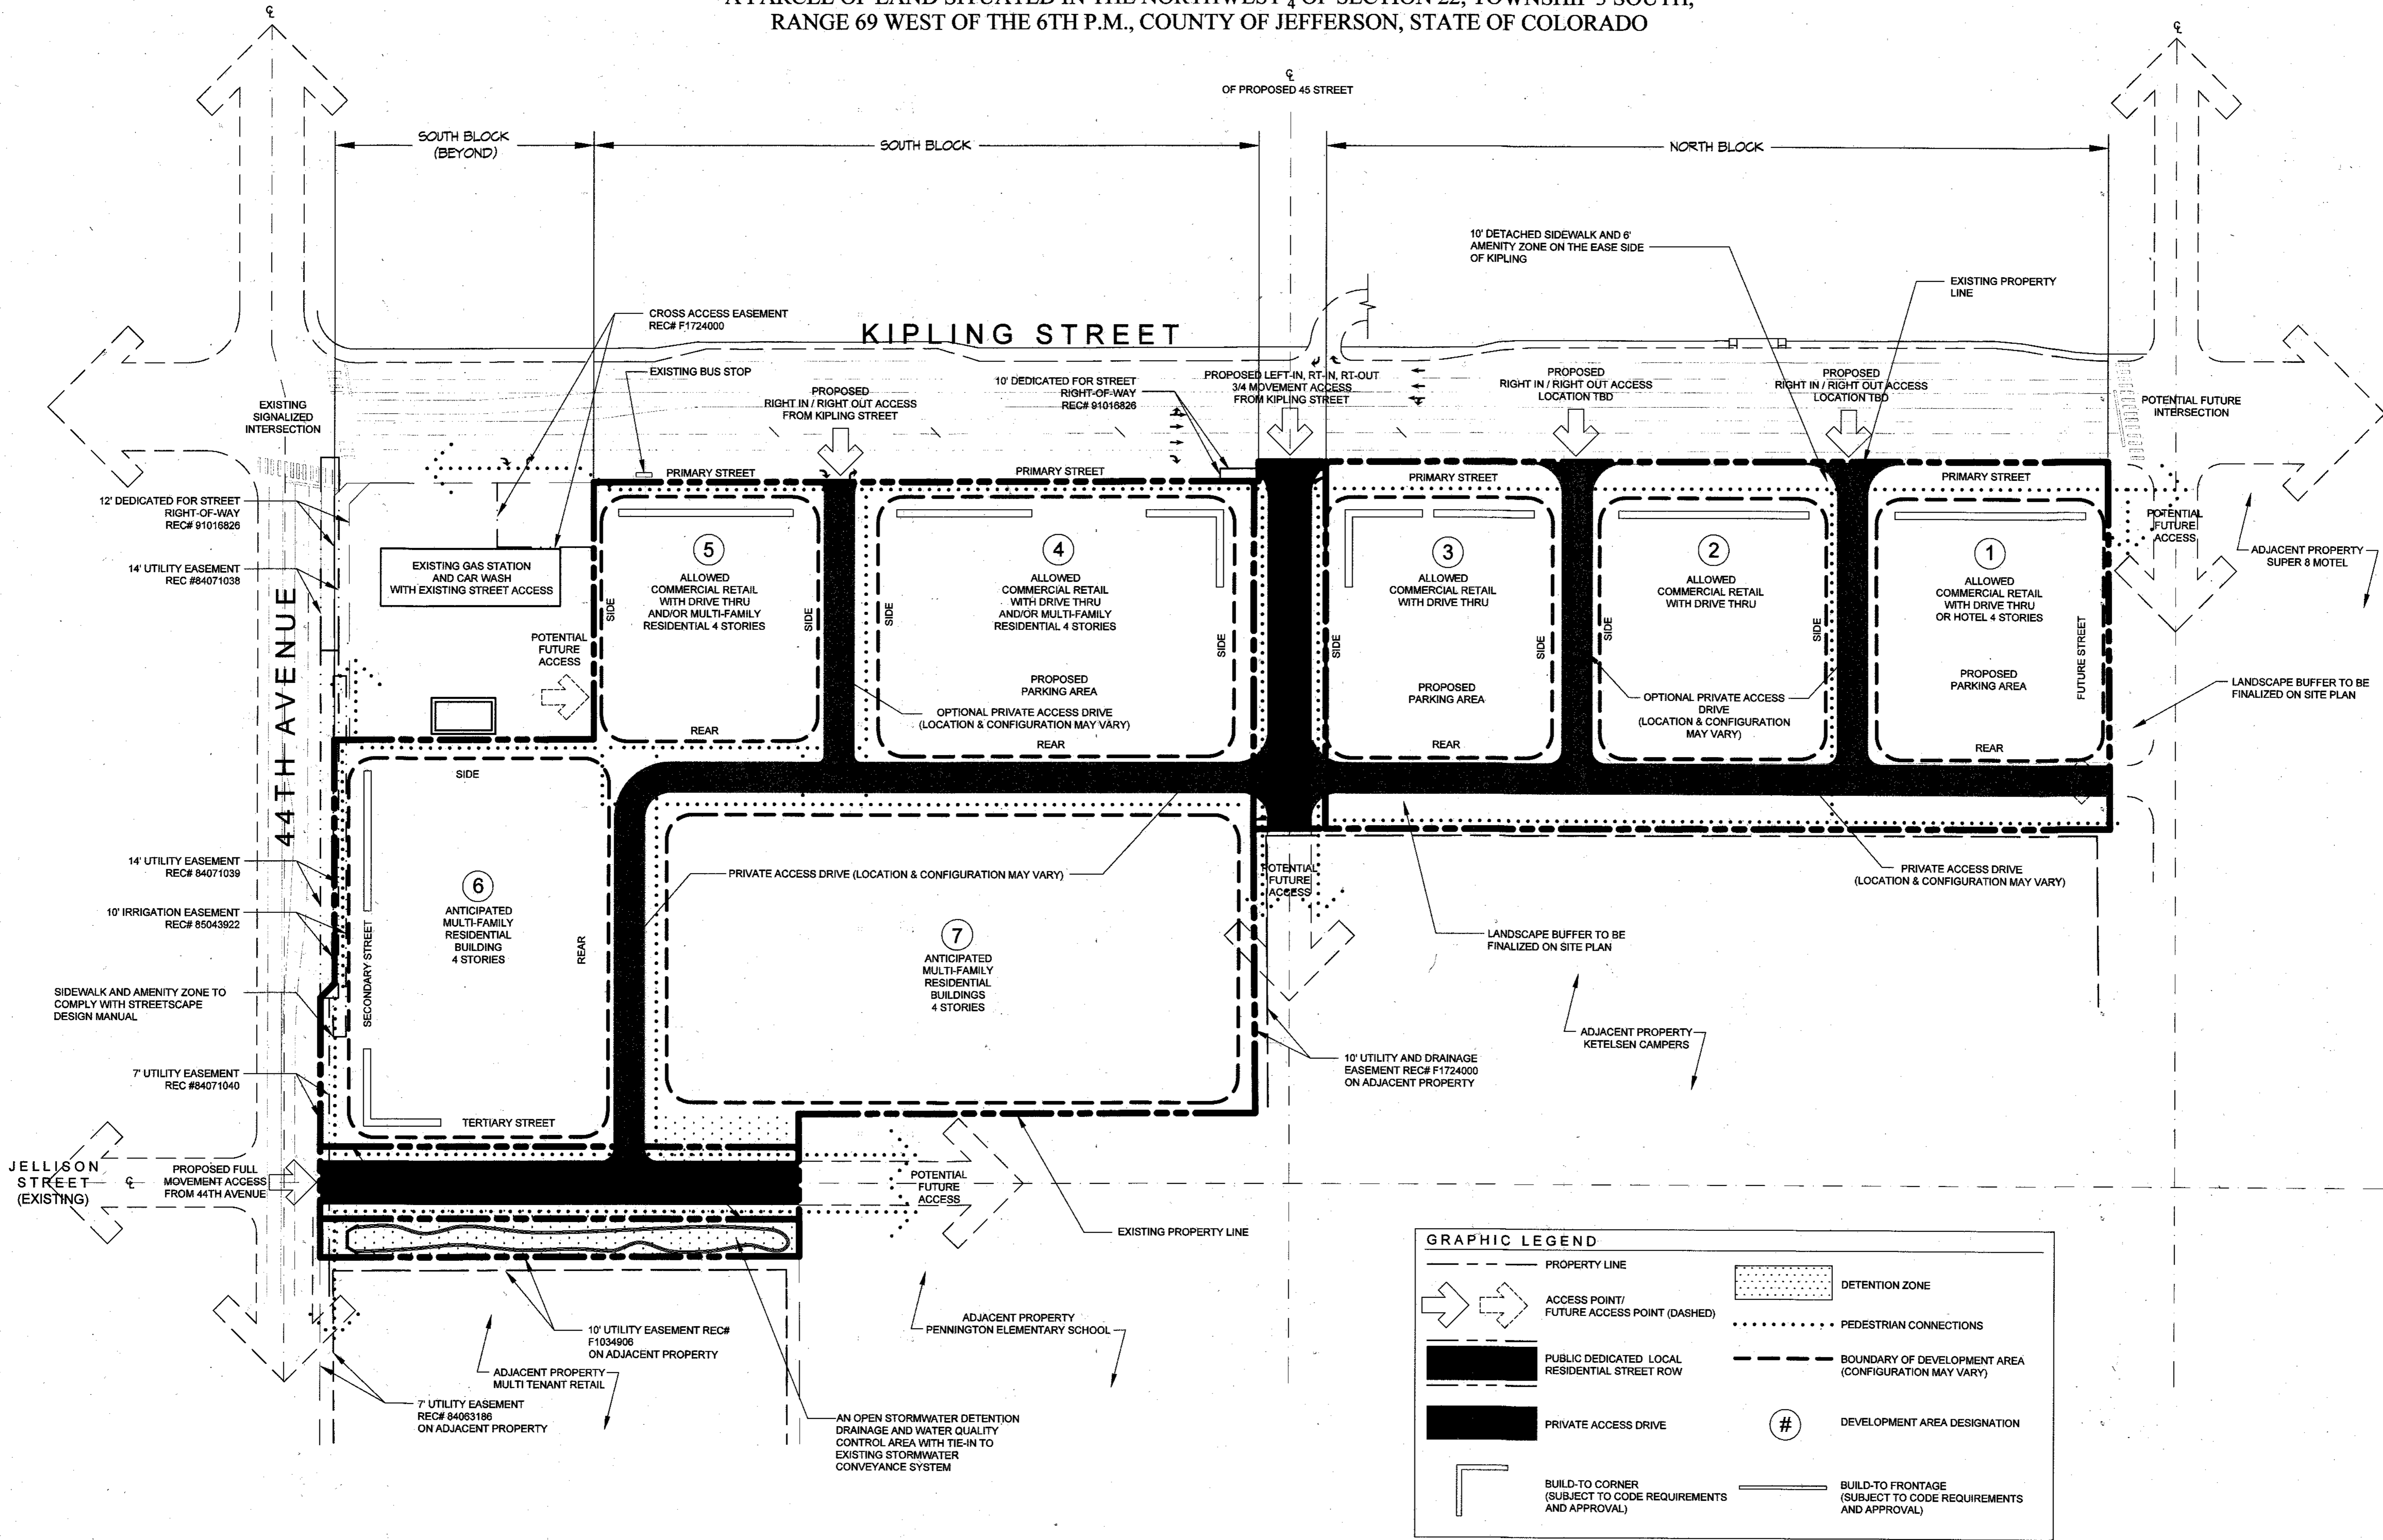 A PARCEL OF LAND SITUATED IN THE NORTHWEST 4 OF SECTION 22, TOWNSHIP 3 SOUTH,
RANGE 69 WEST OF THE 6TH P.M., COUNTY OF JEFFERSON, STATE OF COLORADO
℄
℄
℄
OF PROPOSED 45 STREET
SOUTH BLOCK
(BEYOND)
SOUTH BLOCK
NORTH BLOCK
10' DETACHED SIDEWALK AND 6'
AMENITY ZONE ON THE EASE SIDE
OF KIPLING
EXISTING PROPERTY
LINE
CROSS ACCESS EASEMENT
REC# F1724000
KIPLING STREET
EXISTING BUS STOP
PROPOSED
RIGHT IN / RIGHT OUT ACCESS
FROM KIPLING STREET
10' DEDICATED FOR STREET
RIGHT-OF-WAY
REC# 91016826
PROPOSED LEFT-IN, RT-IN, RT-OUT
3/4 MOVEMENT ACCESS
FROM KIPLING STREET
PROPOSED
RIGHT IN / RIGHT OUT ACCESS
LOCATION TBD
PROPOSED
RIGHT IN / RIGHT OUT ACCESS
LOCATION TBD
EXISTING
SIGNALIZED
INTERSECTION
POTENTIAL FUTURE
INTERSECTION
PRIMARY STREET
PRIMARY STREET
PRIMARY STREET
PRIMARY STREET
12' DEDICATED FOR STREET
RIGHT-OF-WAY
REC# 91016826
14' UTILITY EASEMENT
REC #84071038
EXISTING GAS STATION
AND CAR WASH
WITH EXISTING STREET ACCESS
POTENTIAL
FUTURE
ACCESS
5
ALLOWED
COMMERCIAL RETAIL
WITH DRIVE THRU
AND/OR MULTI-FAMILY
RESIDENTIAL 4 STORIES
SIDE
SIDE
REAR
4
ALLOWED
COMMERCIAL RETAIL
WITH DRIVE THRU
AND/OR MULTI-FAMILY
RESIDENTIAL 4 STORIES
PROPOSED
PARKING AREA
SIDE
SIDE
OPTIONAL PRIVATE ACCESS DRIVE
(LOCATION & CONFIGURATION MAY VARY)
REAR
3
ALLOWED
COMMERCIAL RETAIL
WITH DRIVE THRU
PROPOSED
PARKING AREA
SIDE
SIDE
REAR
2
ALLOWED
COMMERCIAL RETAIL
WITH DRIVE THRU
SIDE
SIDE
OPTIONAL PRIVATE ACCESS
DRIVE
(LOCATION & CONFIGURATION
MAY VARY)
1
ALLOWED
COMMERCIAL RETAIL
WITH DRIVE THRU
OR HOTEL 4 STORIES
PROPOSED
PARKING AREA
FUTURE STREET
REAR
POTENTIAL
FUTURE
ACCESS
ADJACENT PROPERTY
SUPER 8 MOTEL
LANDSCAPE BUFFER TO BE
FINALIZED ON SITE PLAN
44TH AVENUE
14' UTILITY EASEMENT
REC# 84071039
10' IRRIGATION EASEMENT
REC# 85043922
SIDEWALK AND AMENITY ZONE TO
COMPLY WITH STREETSCAPE
DESIGN MANUAL
7' UTILITY EASEMENT
REC #84071040
SIDE
6
ANTICIPATED
MULTI-FAMILY
RESIDENTIAL
BUILDING
4 STORIES
SECONDARY STREET
REAR
TERTIARY STREET
PRIVATE ACCESS DRIVE (LOCATION & CONFIGURATION MAY VARY)
7
ANTICIPATED
MULTI-FAMILY
RESIDENTIAL
BUILDINGS
4 STORIES
POTENTIAL
FUTURE
ACCESS
PRIVATE ACCESS DRIVE
(LOCATION & CONFIGURATION MAY VARY)
LANDSCAPE BUFFER TO BE
FINALIZED ON SITE PLAN
ADJACENT PROPERTY
KETELSEN CAMPERS
10' UTILITY AND DRAINAGE
EASEMENT REC# F1724000
ON ADJACENT PROPERTY
JELLISON
STREET
(EXISTING)
℄
PROPOSED FULL
MOVEMENT ACCESS
FROM 44TH AVENUE
POTENTIAL
FUTURE
ACCESS
EXISTING PROPERTY LINE
10' UTILITY EASEMENT REC#
F1034906
ON ADJACENT PROPERTY
ADJACENT PROPERTY
PENNINGTON ELEMENTARY SCHOOL
ADJACENT PROPERTY
MULTI TENANT RETAIL
7' UTILITY EASEMENT
REC# 84063186
ON ADJACENT PROPERTY
AN OPEN STORMWATER DETENTION
DRAINAGE AND WATER QUALITY
CONTROL AREA WITH TIE-IN TO
EXISTING STORMWATER
CONVEYANCE SYSTEM
GRAPHIC LEGEND
PROPERTY LINE
DETENTION ZONE
ACCESS POINT/
FUTURE ACCESS POINT (DASHED)
PEDESTRIAN CONNECTIONS
PUBLIC DEDICATED LOCAL
RESIDENTIAL STREET ROW
BOUNDARY OF DEVELOPMENT AREA
(CONFIGURATION MAY VARY)
PRIVATE ACCESS DRIVE
#
DEVELOPMENT AREA DESIGNATION
BUILD-TO CORNER
(SUBJECT TO CODE REQUIREMENTS
AND APPROVAL)
BUILD-TO FRONTAGE
(SUBJECT TO CODE REQUIREMENTS
AND APPROVAL)